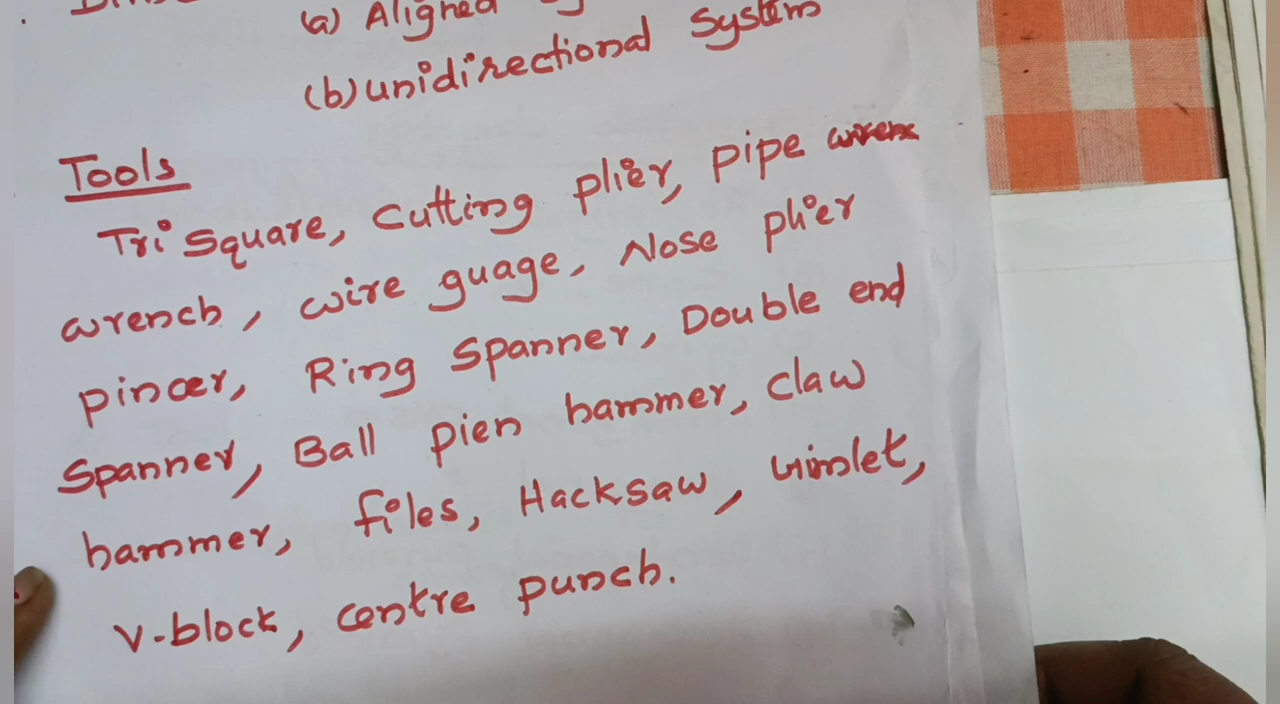 (a) Aligned
(b) unidirectional System
Tools
Tri Square, Cutting plier, pipe
wrench, wire guage, Nose plier
pincer, Ring Spanner, Double end
Spanner, Ball pien hammer, claw
hammer, files, Hacksaw, Gimlet,
V-block, centre punch.